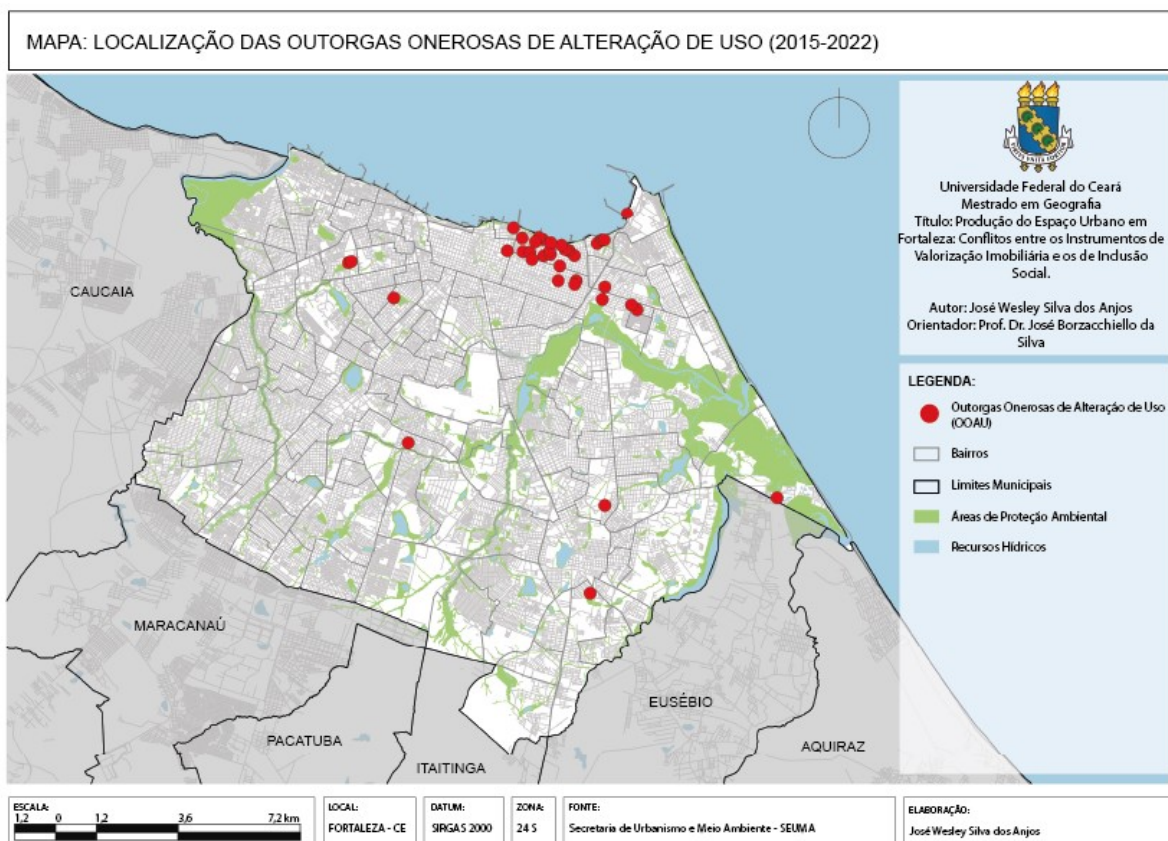 MAPA: LOCALIZAÇÃO DAS OUTORGAS ONEROSAS DE ALTERAÇÃO DE USO (2015-2022)
Universidade Federal do Ceará
Mestrado em Geografia
Título: Produção do Espaço Urbano em
Fortaleza: Conflitos entre os Instrumentos de
Valorização Imobiliária e os de Inclusão
Social.
Autor: José Wesley Silva dos Anjos
Orientador: Prof. Dr. José Borzacchiello da
Silva
CAUCAIA
LEGENDA:
Outorgas Onerosas de Alteração de Uso
(OOAU)
Bairros
Limites Municipais
Áreas de Proteção Ambiental
Recursos Hídricos
MARACANAÚ
EUSÉBIO
PACATUBA
AQUIRAZ
ITAITINGA
ESCALA:
1,2 0 1,2 3,6 7,2 km
LOCAL:
FORTALEZA - CE
DATUM:
SIRGAS 2000
ZONA:
24 S
FONTE:
Secretaria de Urbanismo e Meio Ambiente - SEUMA
ELABORAÇÃO:
José Wesley Silva dos Anjos